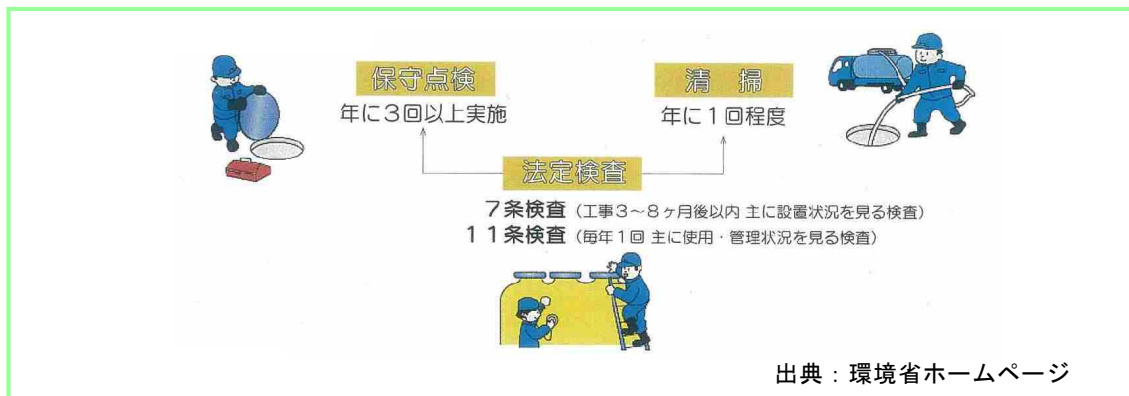 保守点検
年に3回以上実施
清 掃
年に1回程度
法定検査
7条検査（工事3〜8ヶ月後以内 主に設置状況を見る検査）
11条検査（毎年1回 主に使用・管理状況を見る検査）
出典：環境省ホームページ